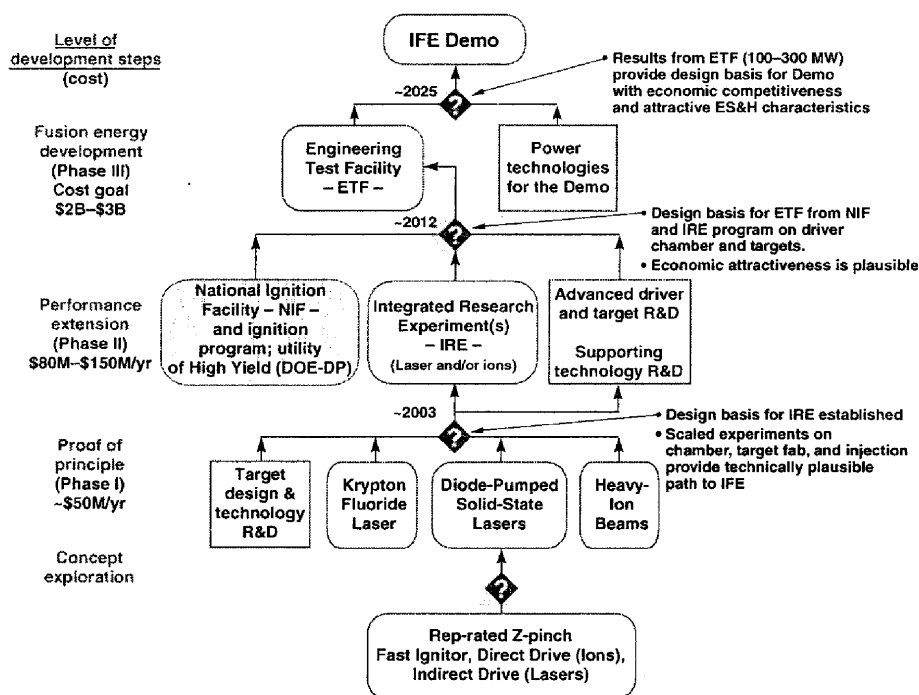 Level of
development steps
(cost)
IFE Demo
• Results from ETF (100–300 MW)
provide design basis for Demo
with economic competitiveness
and attractive ES&H characteristics
~2025
?
Fusion energy
development
(Phase III)
Cost goal
$2B–$3B
Engineering
Test Facility
– ETF –
Power
technologies
for the Demo
~2012
?
• Design basis for ETF from NIF
and IRE program on driver
chamber and targets.
• Economic attractiveness is plausible
Performance
extension
(Phase II)
$80M–$150M/yr
National Ignition
Facility – NIF –
and ignition
program; utility
of High Yield (DOE-DP)
Integrated Research
Experiment(s)
– IRE –
(Laser and/or ions)
Advanced driver
and target R&D
Supporting
technology R&D
~2003
?
• Design basis for IRE established
• Scaled experiments on
chamber, target fab, and injection
provide technically plausible
path to IFE
Proof of
principle
(Phase I)
~$50M/yr
Target
design &
technology
R&D
Krypton
Fluoride
Laser
Diode-Pumped
Solid-State
Lasers
Heavy-
Ion
Beams
Concept
exploration
?
Rep-rated Z-pinch
Fast Ignitor, Direct Drive (Ions),
Indirect Drive (Lasers)